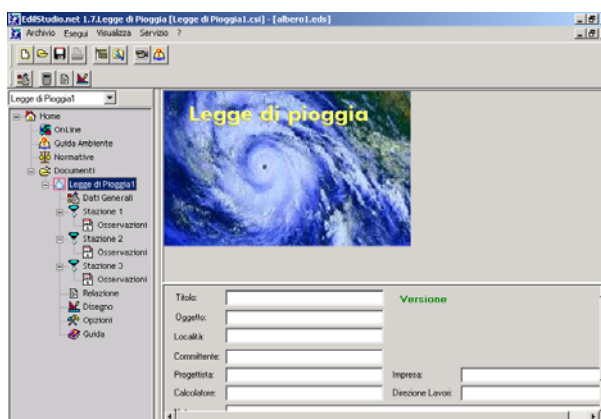 EdilStudio.net 1.7.Legge di Pioggia [Legge di Pioggia1.csi] - [albero1.eds]
Archivio Esegui Visualizza Servizio ?
Legge di Pioggia1
Home
OnLine
Guida Ambiente
Normative
Documenti
Legge di Pioggia1
Dati Generali
Stazione 1
Osservazioni
Stazione 2
Osservazioni
Stazione 3
Osservazioni
Relazione
Disegno
Opzioni
Guida
Legge di pioggia
Titolo:
Versione
Oggetto:
Località:
Committente:
Progettista:
Impresa:
Calcolatore:
Direzione Lavori: